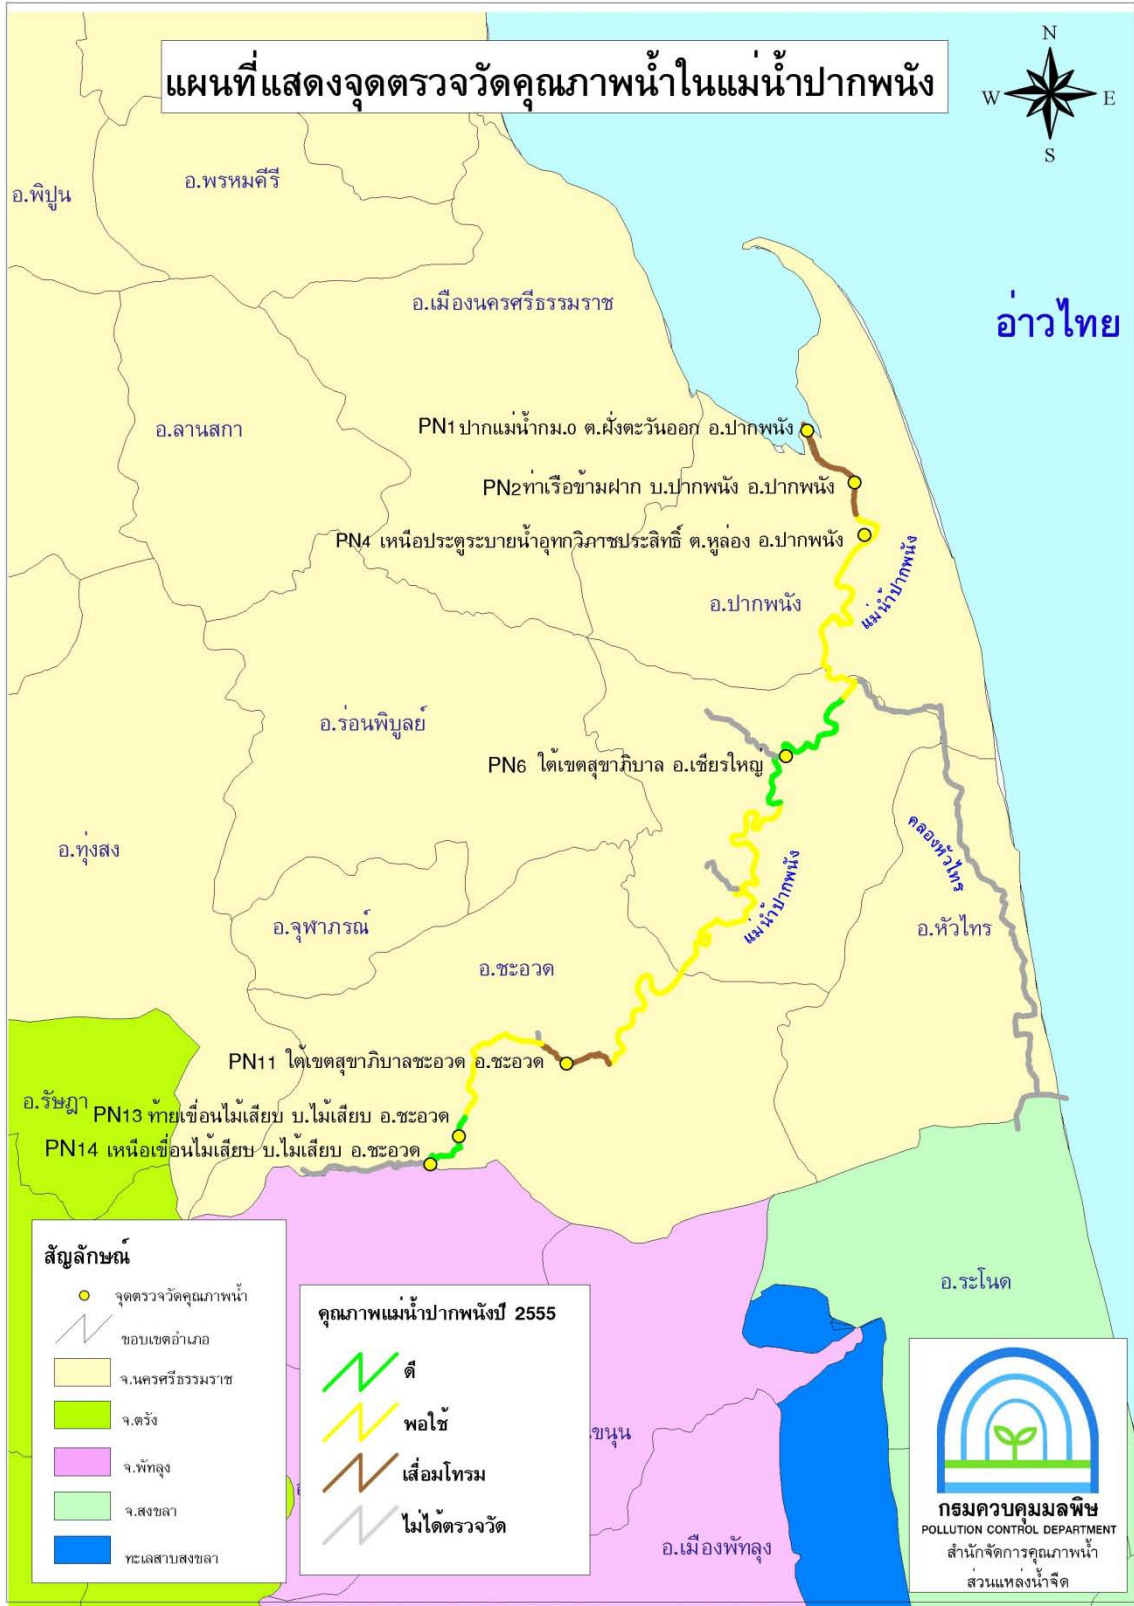 แผนที่แสดงจุดตรวจวัดคุณภาพน้ำในแม่น้ำปากพนัง
N
W
E
S
อ.พิปูน
อ.พรหมคีรี
อ.เมืองนครศรีธรรมราช
อ่าวไทย
อ.ลานสกา
PN1 ปากแม่น้ำกม.0 ต.ฝั่งตะวันออก อ.ปากพนัง
PN2 ท่าเรือข้ามฝาก บ.ปากพนัง อ.ปากพนัง
PN4 เหนือประตูระบายน้ำอุทกวิภาชประสิทธิ์ ต.หูล่อง อ.ปากพนัง
แม่น้ำปากพนัง
อ.ปากพนัง
อ.ร่อนพิบูลย์
PN6 ใต้เขตสุขาภิบาล อ.เชียรใหญ่
อ.ทุ่งสง
คลองหัวไทร
แม่น้ำปากพนัง
อ.จุฬาภรณ์
อ.หัวไทร
อ.ชะอวด
PN11 ใต้เขตสุขาภิบาลชะอวด อ.ชะอวด
อ.รัษฎา
PN13 ท้ายเขื่อนไม้เสียบ บ.ไม้เสียบ อ.ชะอวด
PN14 เหนือเขื่อนไม้เสียบ บ.ไม้เสียบ อ.ชะอวด
สัญลักษณ์
จุดตรวจวัดคุณภาพน้ำ
ขอบเขตอำเภอ
จ.นครศรีธรรมราช
จ.ตรัง
จ.พัทลุง
จ.สงขลา
ทะเลสาบสงขลา
คุณภาพแม่น้ำปากพนังปี 2555
ดี
พอใช้
เสื่อมโทรม
ไม่ได้ตรวจวัด
อ.ระโนด
ขนุน
อ.เมืองพัทลุง
กรมควบคุมมลพิษ
POLLUTION CONTROL DEPARTMENT
สำนักจัดการคุณภาพน้ำ
ส่วนแหล่งน้ำจืด